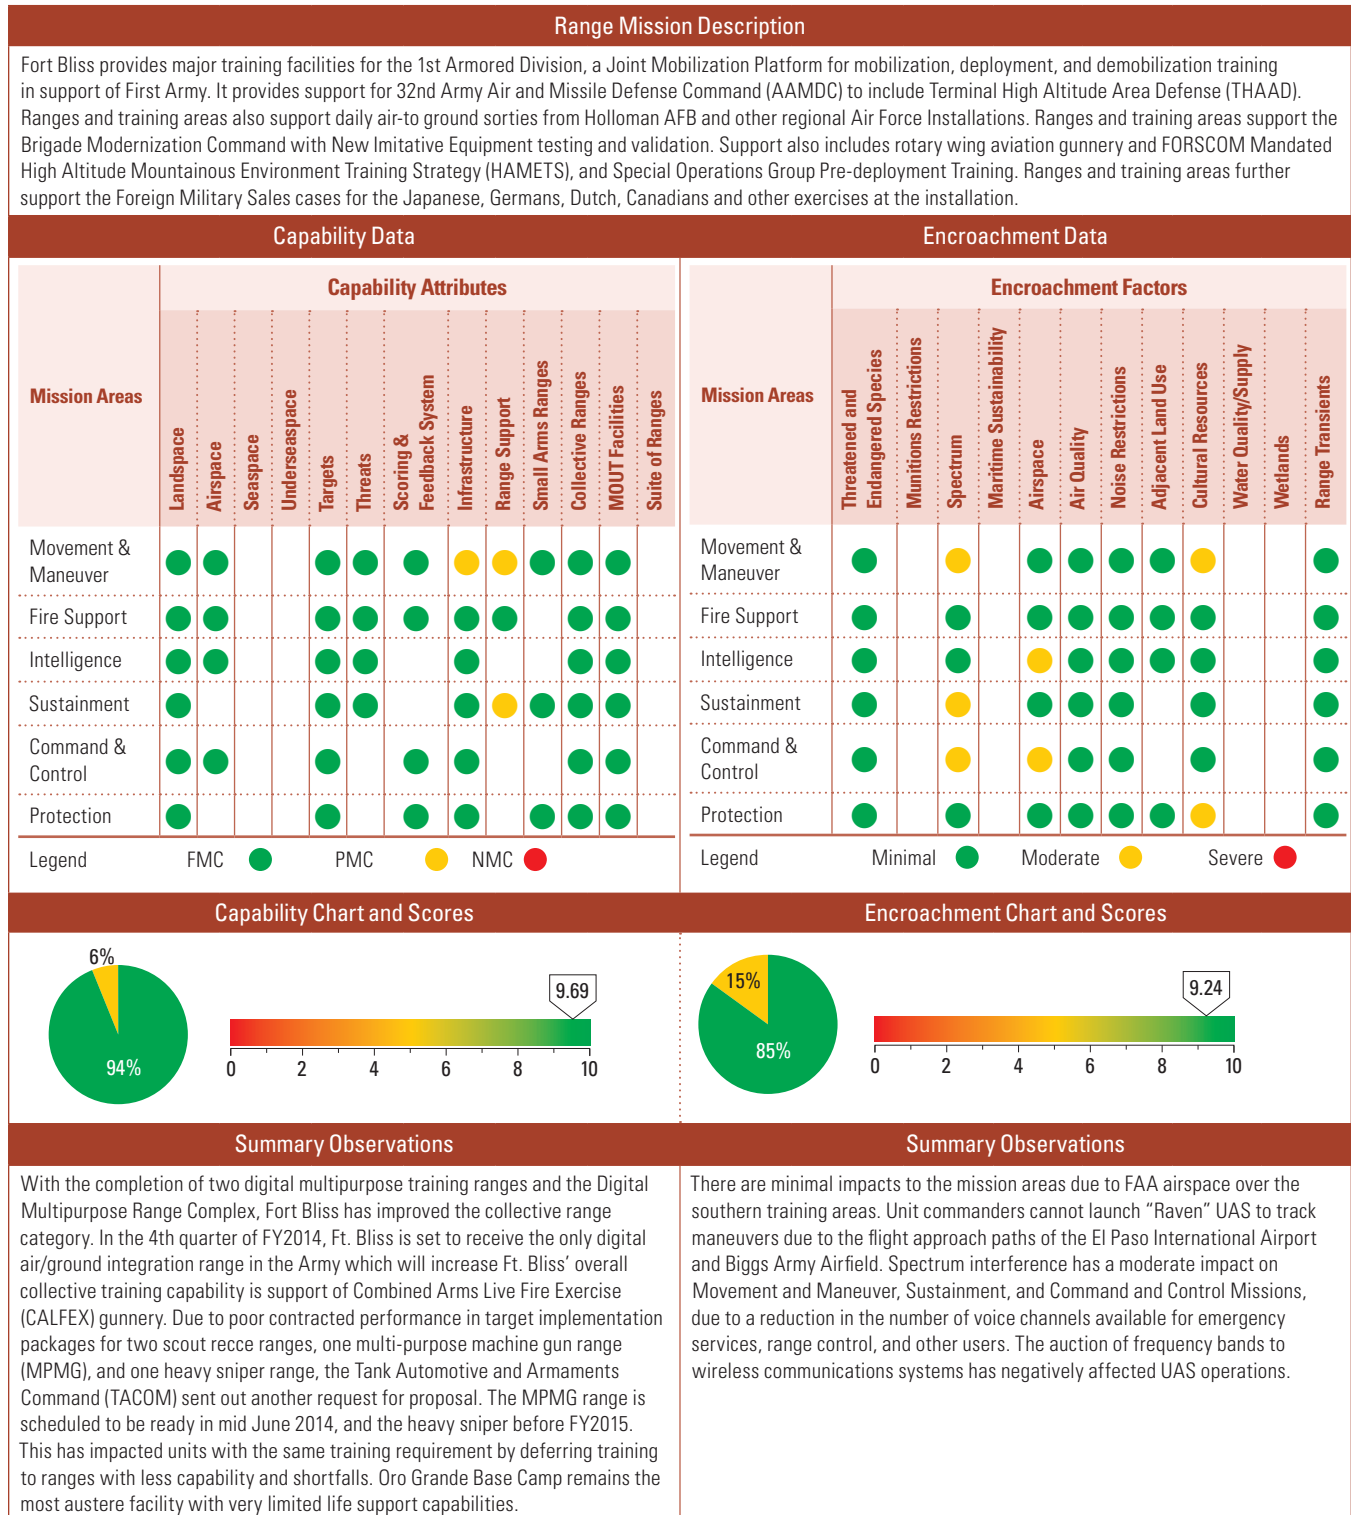 Range Mission Description
Fort Bliss provides major training facilities for the 1st Armored Division, a Joint Mobilization Platform for mobilization, deployment, and demobilization training
in support of First Army. It provides support for 32nd Army Air and Missile Defense Command (AAMDC) to include Terminal High Altitude Area Defense (THAAD).
Ranges and training areas also support daily air-to ground sorties from Holloman AFB and other regional Air Force Installations. Ranges and training areas support the
Brigade Modernization Command with New Imitative Equipment testing and validation. Support also includes rotary wing aviation gunnery and FORSCOM Mandated
High Altitude Mountainous Environment Training Strategy (HAMETS), and Special Operations Group Pre-deployment Training. Ranges and training areas further
support the Foreign Military Sales cases for the Japanese, Germans, Dutch, Canadians and other exercises at the installation.
Capability Data
Mission Areas
Capability Attributes
Landspace
Airspace
Seaspace
Underseaspace
Targets
Threats
Scoring &
Feedback System
Infrastructure
Range Support
Small Arms Ranges
Collective Ranges
MOUT Facilities
Suite of Ranges
Movement &
Maneuver
Fire Support
Intelligence
Sustainment
Command &
Control
Protection
Legend FMC PMC NMC
Encroachment Data
Mission Areas
Encroachment Factors
Threatened and
Endangered Species
Munitions Restrictions
Spectrum
Maritime Sustainability
Airspace
Air Quality
Noise Restrictions
Adjacent Land Use
Cultural Resources
Water Quality/Supply
Wetlands
Range Transients
Movement &
Maneuver
Fire Support
Intelligence
Sustainment
Command &
Control
Protection
Legend Minimal Moderate Severe
Capability Chart and Scores
6%
94%
9.69
0 2 4 6 8 10
Encroachment Chart and Scores
15%
85%
9.24
0 2 4 6 8 10
Summary Observations
With the completion of two digital multipurpose training ranges and the Digital
Multipurpose Range Complex, Fort Bliss has improved the collective range
category. In the 4th quarter of FY2014, Ft. Bliss is set to receive the only digital
air/ground integration range in the Army which will increase Ft. Bliss’ overall
collective training capability is support of Combined Arms Live Fire Exercise
(CALFEX) gunnery. Due to poor contracted performance in target implementation
packages for two scout recce ranges, one multi-purpose machine gun range
(MPMG), and one heavy sniper range, the Tank Automotive and Armaments
Command (TACOM) sent out another request for proposal. The MPMG range is
scheduled to be ready in mid June 2014, and the heavy sniper before FY2015.
This has impacted units with the same training requirement by deferring training
to ranges with less capability and shortfalls. Oro Grande Base Camp remains the
most austere facility with very limited life support capabilities.
Summary Observations
There are minimal impacts to the mission areas due to FAA airspace over the
southern training areas. Unit commanders cannot launch “Raven” UAS to track
maneuvers due to the flight approach paths of the El Paso International Airport
and Biggs Army Airfield. Spectrum interference has a moderate impact on
Movement and Maneuver, Sustainment, and Command and Control Missions,
due to a reduction in the number of voice channels available for emergency
services, range control, and other users. The auction of frequency bands to
wireless communications systems has negatively affected UAS operations.